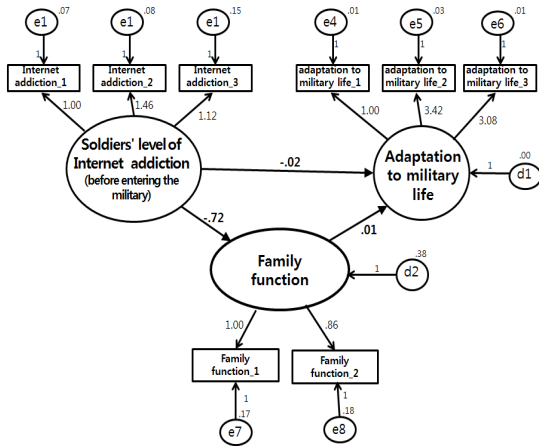 .07
.08
.15
.01
.03
.01
e1
e1
e1
e4
e5
e6
1
1
1
1
1
1
Internet
addiction_1
Internet
addiction_2
Internet
addiction_3
adaptation to
military life_1
adaptation to
military life_2
adaptation to
military life_3
1.00
1.46
1.12
1.00
3.42
3.08
Soldiers' level of
Internet addiction
(before entering the
military)
-.02
Adaptation
to military
life
1
.00
d1
-.72
.01
Family
function
1
.38
d2
1.00
.86
Family
function_1
Family
function_2
1
1
.17
.18
e7
e8